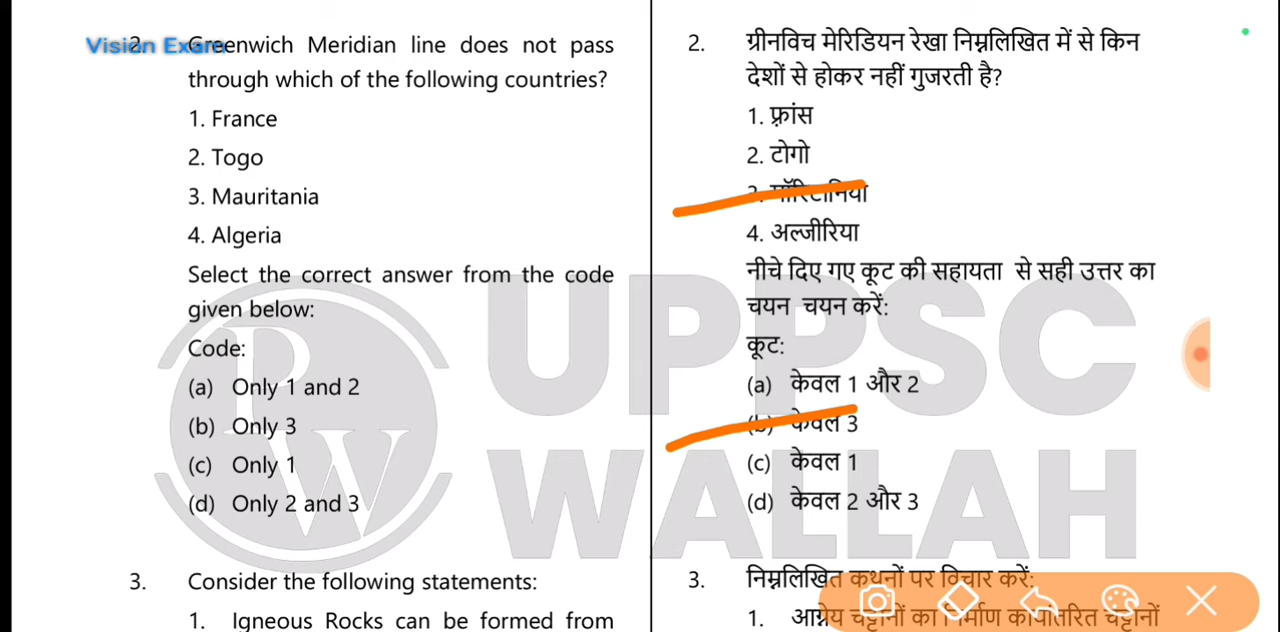 Vision Exam
2. Greenwich Meridian line does not pass
through which of the following countries?
1. France
2. Togo
3. Mauritania
4. Algeria
Select the correct answer from the code
given below:
Code:
(a) Only 1 and 2
(b) Only 3
(c) Only 1
(d) Only 2 and 3
3. Consider the following statements:
1. Igneous Rocks can be formed from
2. ग्रीनविच मेरिडियन रेखा निम्नलिखित में से किन
देशों से होकर नहीं गुजरती है?
1. फ़्रांस
2. टोगो
3. मॉरिटानिया
4. अल्जीरिया
नीचे दिए गए कूट की सहायता से सही उत्तर का
चयन चयन करें:
कूट:
(a) केवल 1 और 2
(b) केवल 3
(c) केवल 1
(d) केवल 2 और 3
3. निम्नलिखित कथनों पर विचार करें:
1. आग्नेय चट्टानों का निर्माण कायांतरित चट्टानों
UPPSC
WALLAH
PW